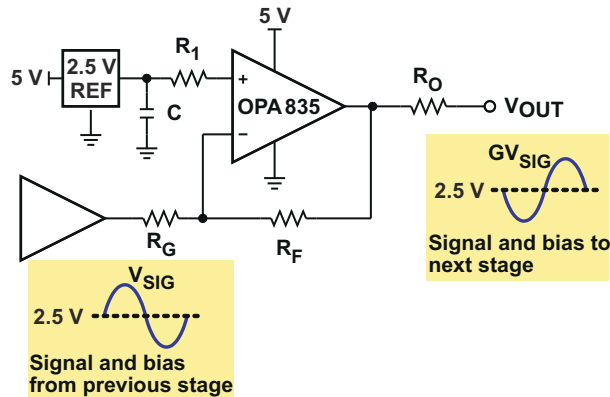 5 V
R1
5 V
2.5 V
REF
C
+
OPA835
−
RO
VOUT
GVSIG
2.5 V
Signal and bias to
next stage
RG
RF
VSIG
2.5 V
Signal and bias
from previous stage